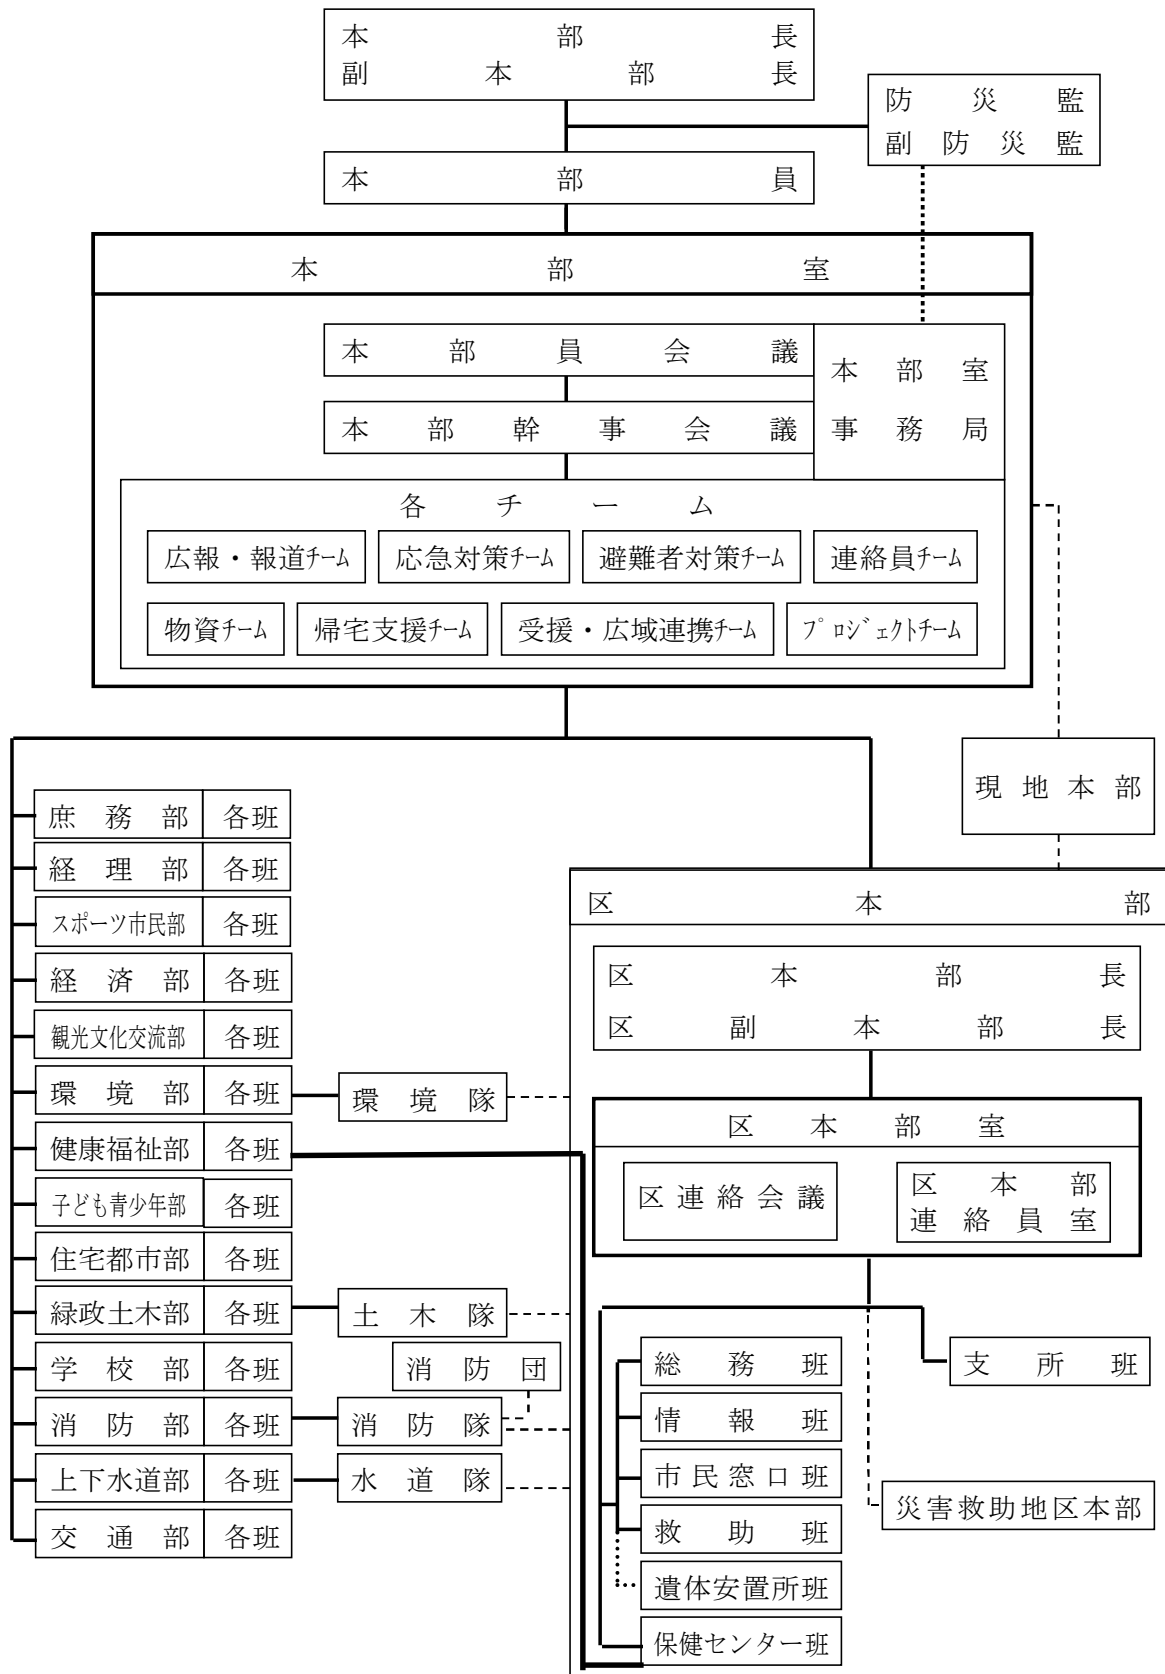 本部長
副本部長
防災監
副防災監
本部員
本部室
本部員会議
本部室
事務局
本部幹事会議
各チーム
広報・報道ﾁｰﾑ
応急対策ﾁｰﾑ
避難者対策ﾁｰﾑ
連絡員ﾁｰﾑ
物資ﾁｰﾑ
帰宅支援ﾁｰﾑ
受援・広域連携ﾁｰﾑ
ﾌﾟﾛｼﾞｪｸﾄﾁｰﾑ
現地本部
庶務部 各班
経理部 各班
スポーツ市民部 各班
経済部 各班
観光文化交流部 各班
環境部 各班
環境隊
健康福祉部 各班
子ども青少年部 各班
住宅都市部 各班
緑政土木部 各班
土木隊
学校部 各班
消防団
消防部 各班
消防隊
上下水道部 各班
水道隊
交通部 各班
区本部
区本部長
区副本部長
区本部室
区連絡会議
区本部
連絡員室
総務班
支所班
情報班
市民窓口班
災害救助地区本部
救助班
遺体安置所班
保健センター班